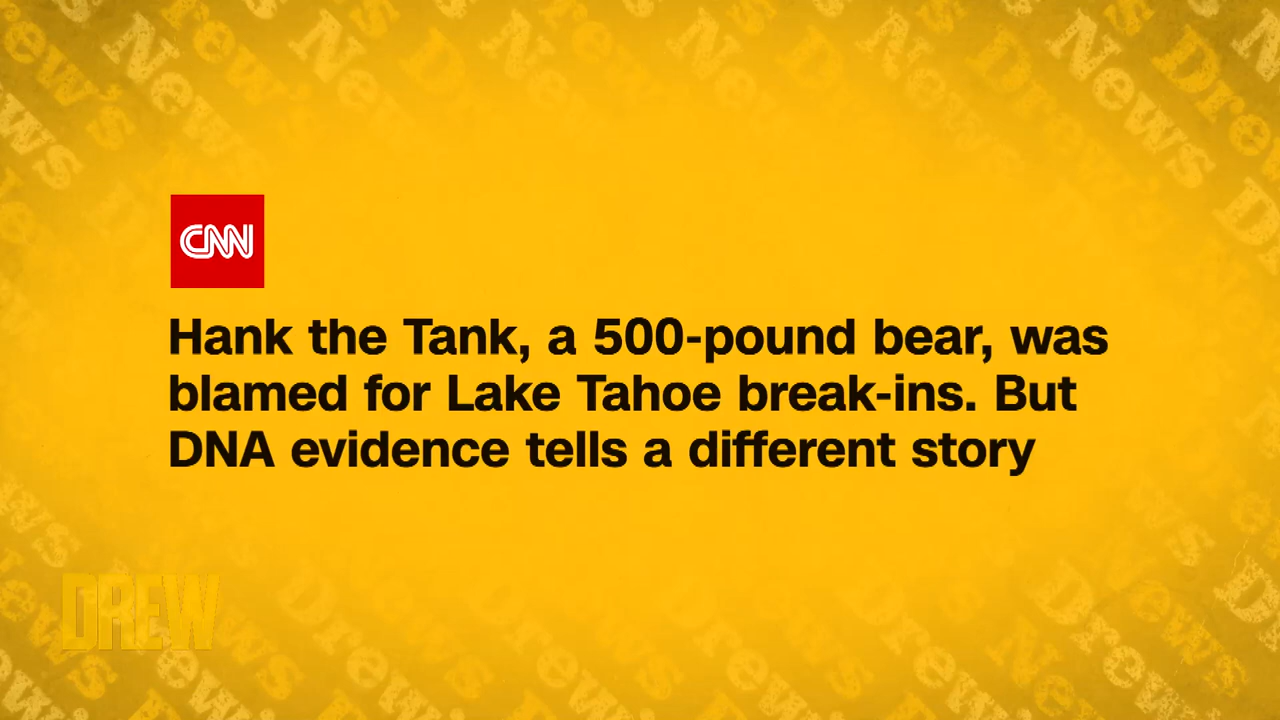 CNN
Hank the Tank, a 500-pound bear, was
blamed for Lake Tahoe break-ins. But
DNA evidence tells a different story
DREW